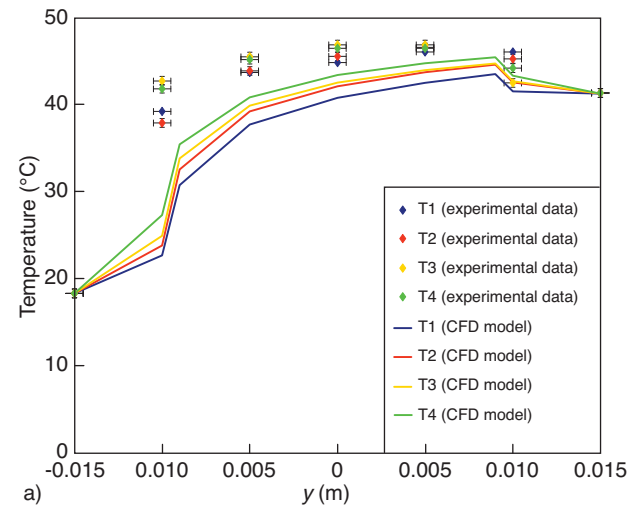 50
40
30
20
10
0
Temperature (°C)
T1 (experimental data)
T2 (experimental data)
T3 (experimental data)
T4 (experimental data)
T1 (CFD model)
T2 (CFD model)
T3 (CFD model)
T4 (CFD model)
-0.015 0.010 0.005 0 0.005 0.010 0.015
a) y (m)